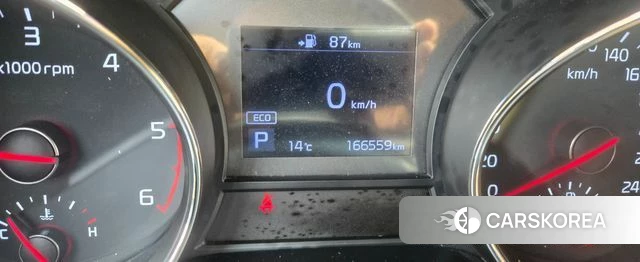 87km
0 km/h
ECO
P 14°C 166559km
3
4
5
6
x1000 rpm
C H
km/h
0
20
140
16
24
CARSKOREA